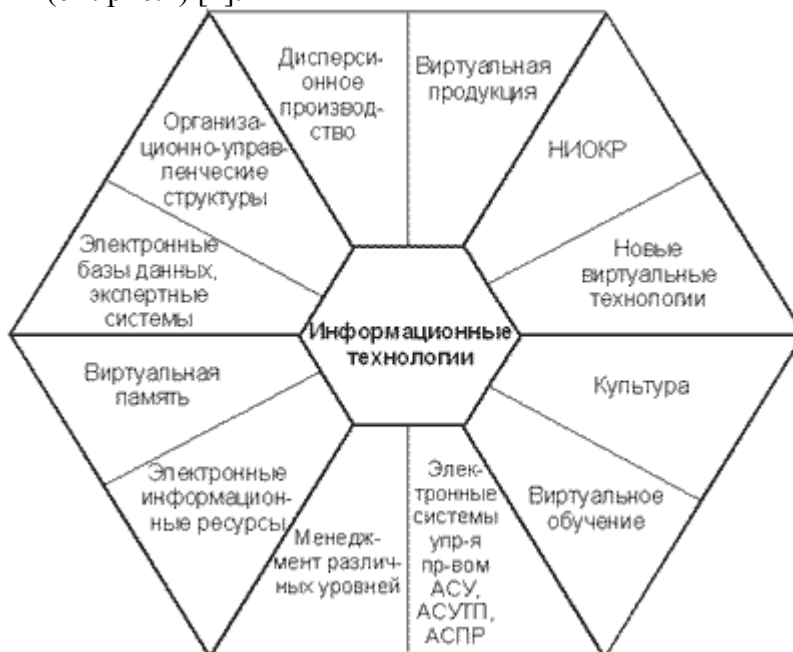 Дисперси-
онное
производ-
ство
Виртуальная
продукция
Организа-
ционно-управ-
ленческие
структуры
НИОКР
Электронные
базы данных,
экспертные
системы
Новые
виртуальные
технологии
Информационные
технологии
Виртуальная
память
Культура
Электронные
информацион-
ные ресурсы
Менедж-
мент различ-
ных уровней
Элек-
тронные
системы
упр-я
пр-вом
АСУ,
АСУТП,
АСПР
Виртуальное
обучение